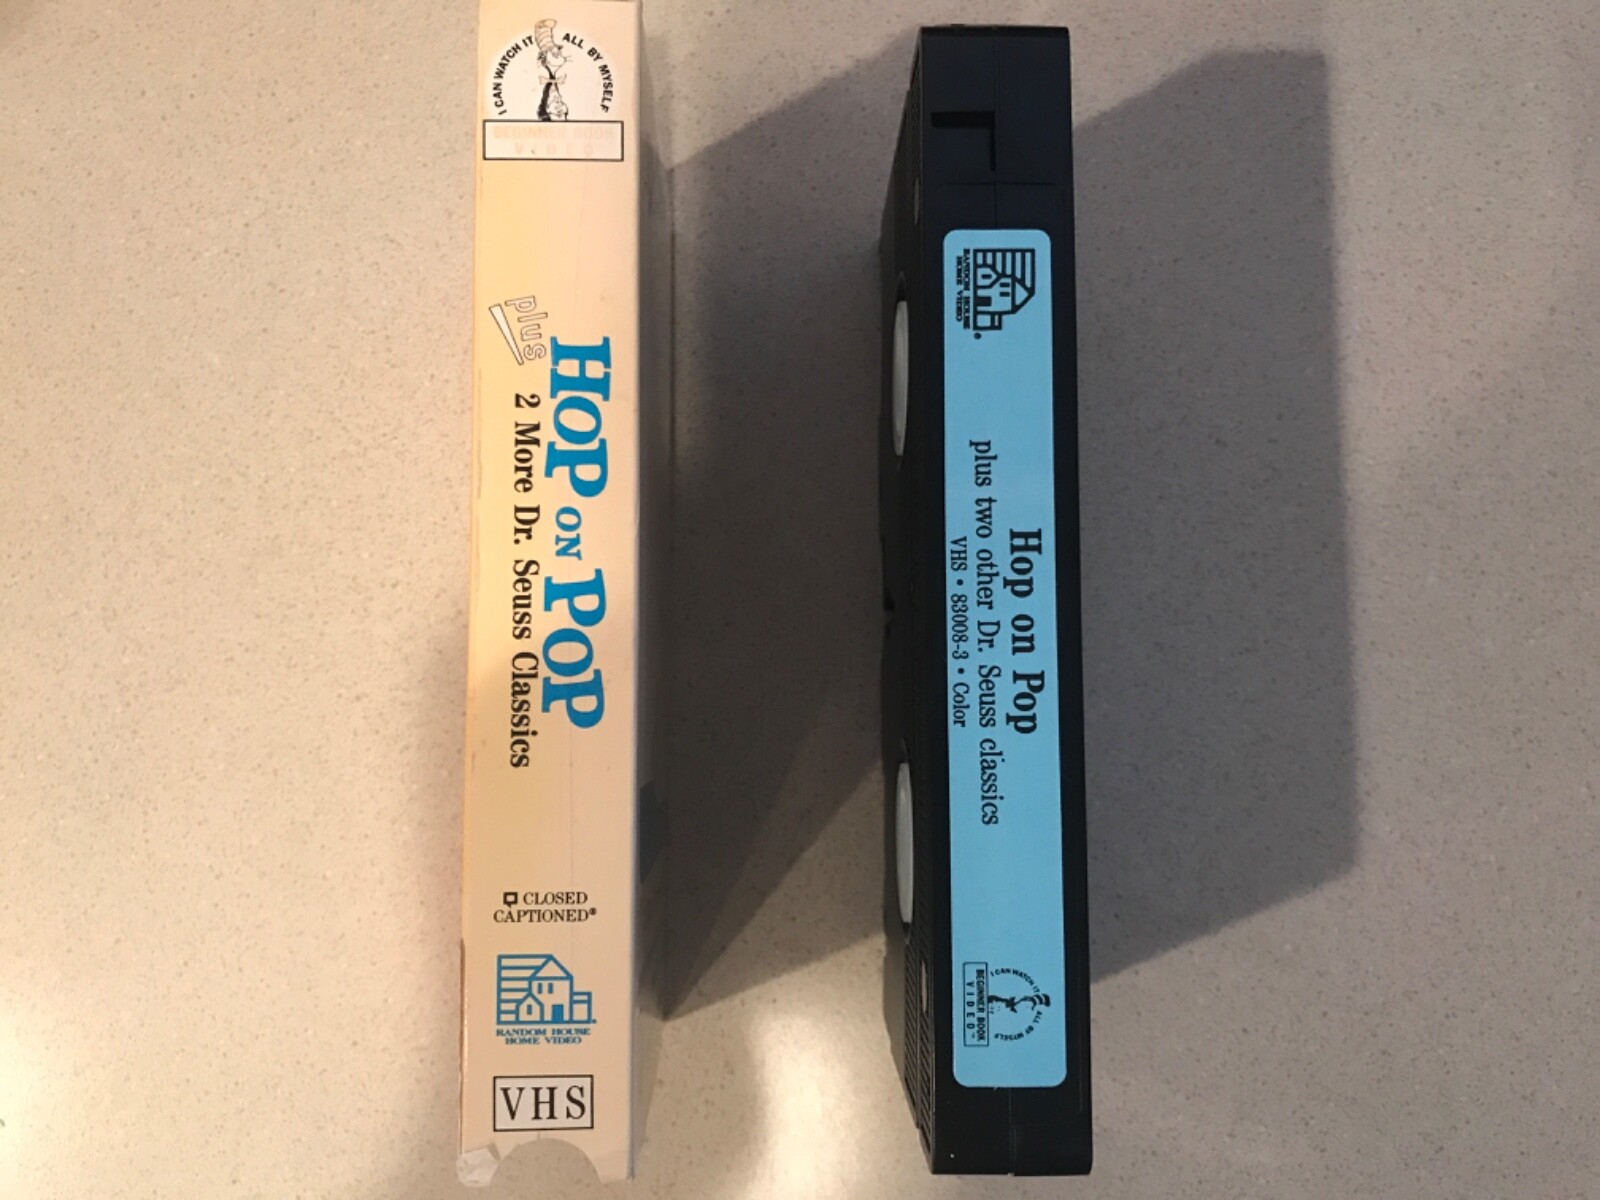 I CAN WATCH IT ALL BY MYSELF
BEGINNER BOOK
VIDEO™
HOP ON POP
plus
2 More Dr. Seuss Classics
CLOSED
CAPTIONED®
RANDOM HOUSE
HOME VIDEO
VHS
RANDOM HOUSE
HOME VIDEO
Hop on Pop
plus two other Dr. Seuss classics
VHS • 83008-3 • Color
I CAN WATCH IT ALL BY MYSELF
BEGINNER BOOK
VIDEO™